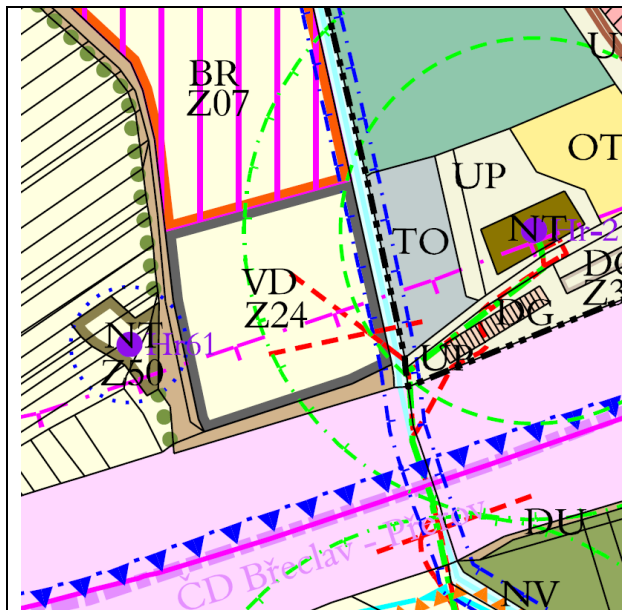 U
BR
Z07
OT
UP
NT
Hr-2
TO
VD
Z24
Z3
DG
NT
Hr61
Z50
UP
DU
ČD Břeclav - Přerov
NV